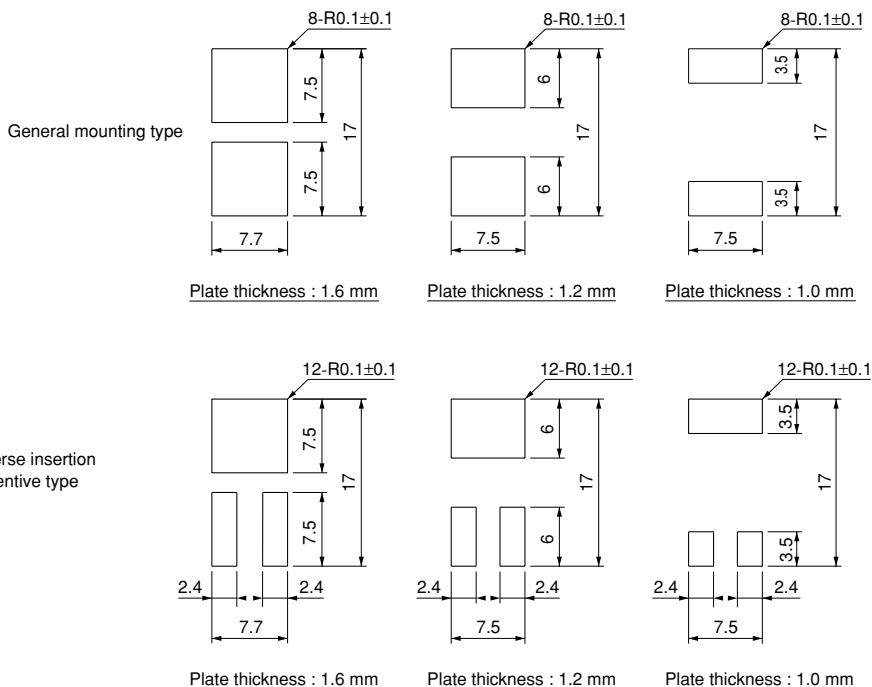 8-R0.1±0.1
8-R0.1±0.1
8-R0.1±0.1
General mounting type
7.5
7.5
17
7.7
6
6
17
7.5
3.5
3.5
17
7.5
Plate thickness : 1.6 mm
Plate thickness : 1.2 mm
Plate thickness : 1.0 mm
12-R0.1±0.1
12-R0.1±0.1
12-R0.1±0.1
erse insertion
entive type
7.5
7.5
17
2.4
2.4
7.7
6
6
17
2.4
2.4
7.5
3.5
3.5
17
2.4
2.4
7.5
Plate thickness : 1.6 mm
Plate thickness : 1.2 mm
Plate thickness : 1.0 mm